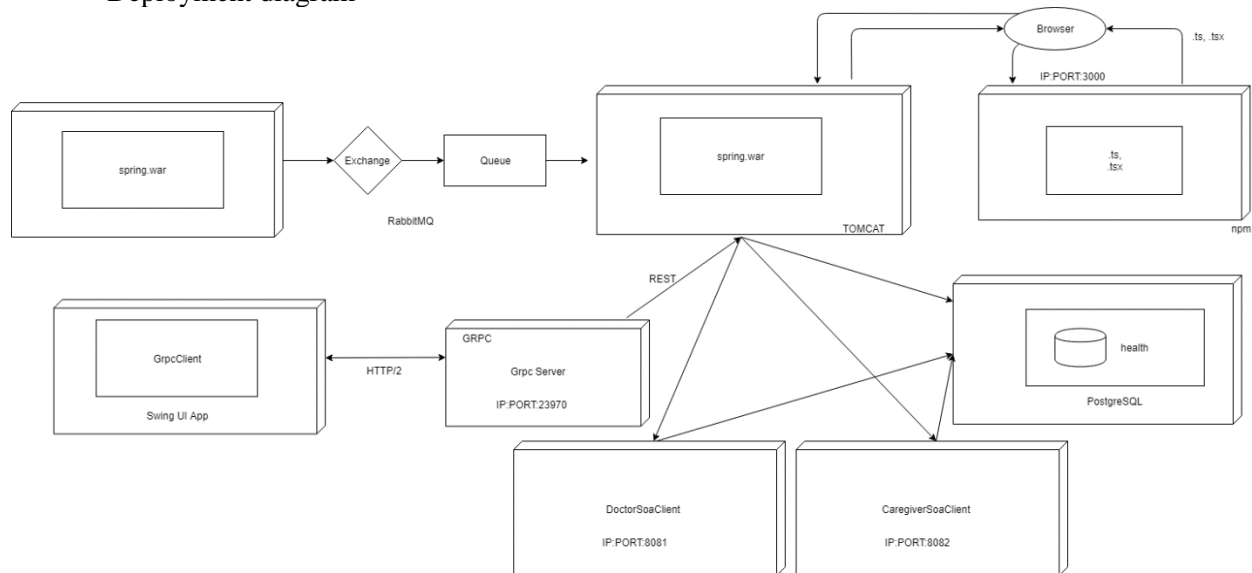 Deployment diagram
Browser
.ts, .tsx
IP:PORT:3000
spring.war
Exchange
Queue
spring.war
.ts,
.tsx
RabbitMQ
TOMCAT
npm
REST
GRPC
GrpcClient
HTTP/2
Grpc Server
IP:PORT:23970
Swing UI App
health
PostgreSQL
DoctorSoaClient
IP:PORT:8081
CaregiverSoaClient
IP:PORT:8082